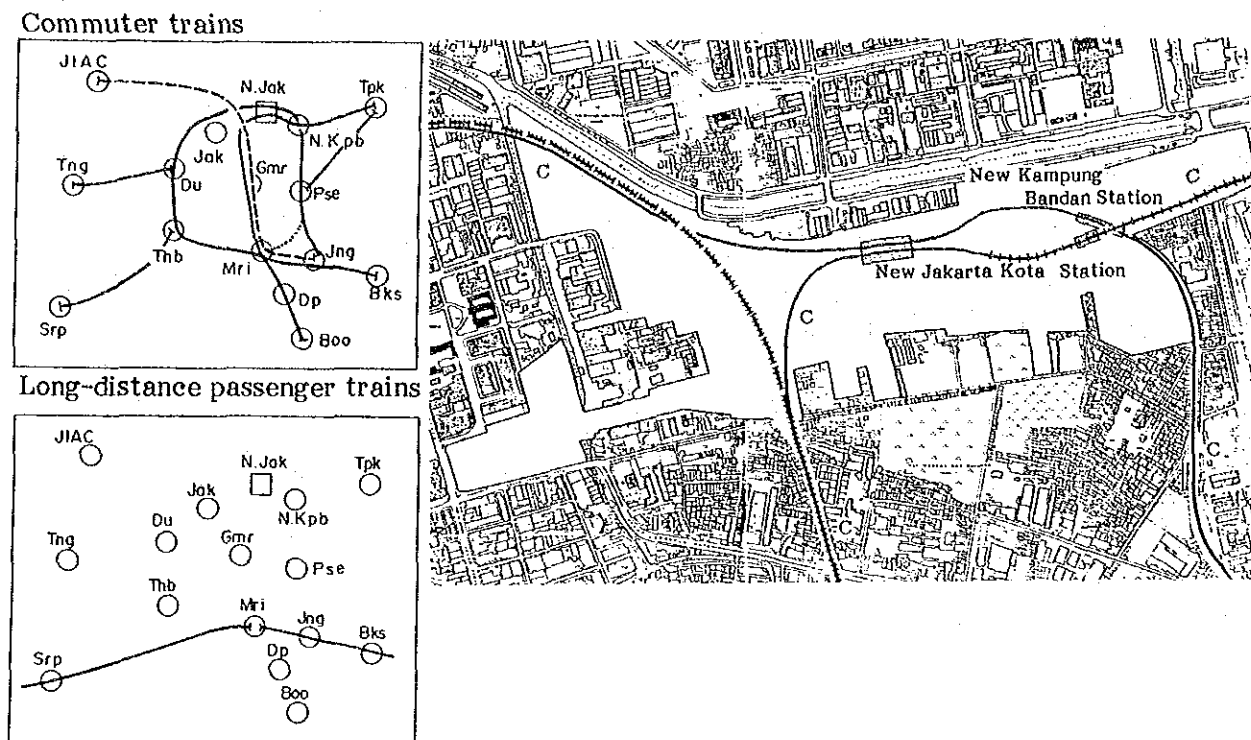 Commuter trains
JIAC
N.Jak
Tpk
Jak
N.Kpb
Tng
Du
Gmr
Pse
Thb
Mri
Jng
Bks
Srp
Dp
Boo
Long-distance passenger trains
JIAC
N.Jak
Tpk
Jak
N.Kpb
Tng
Du
Gmr
Pse
Thb
Mri
Jng
Bks
Srp
Dp
Boo
C
New Kampung
Bandan Station
C
New Jakarta Kota Station
C
C
C